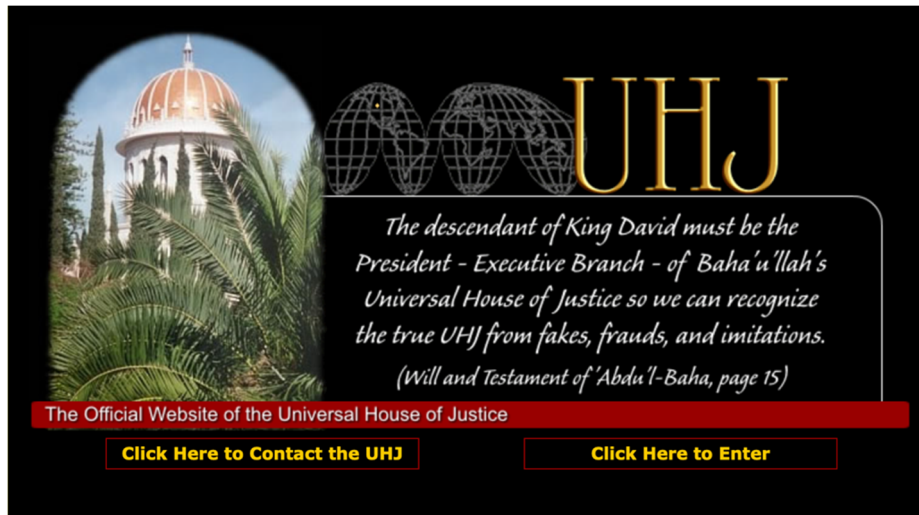 UHJ
The descendant of King David must be the
President - Executive Branch - of Baha'u'llah's
Universal House of Justice so we can recognize
the true UHJ from fakes, frauds, and imitations.
(Will and Testament of 'Abdu'l-Baha, page 15)
The Official Website of the Universal House of Justice
Click Here to Contact the UHJ
Click Here to Enter